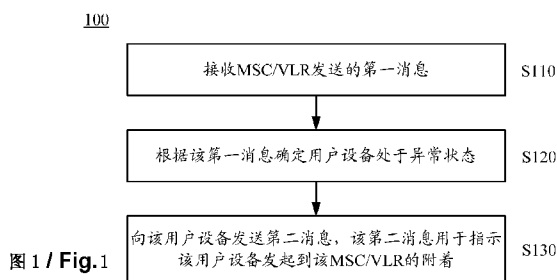 100
接收MSC/VLR发送的第一消息
S110
根据该第一消息确定用户设备处于异常状态
S120
向该用户设备发送第二消息，该第二消息用于指示
该用户设备发起到该MSC/VLR的附着
S130
图1 / Fig.1